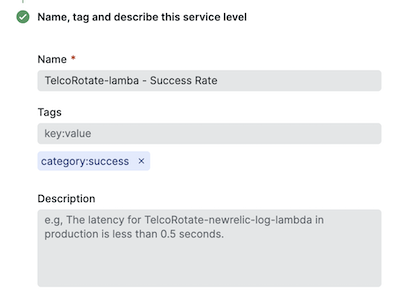 Name, tag and describe this service level
Name *
TelcoRotate-lamba - Success Rate
Tags
key:value
category:success ×
Description
e.g, The latency for TelcoRotate-newrelic-log-lambda in
production is less than 0.5 seconds.